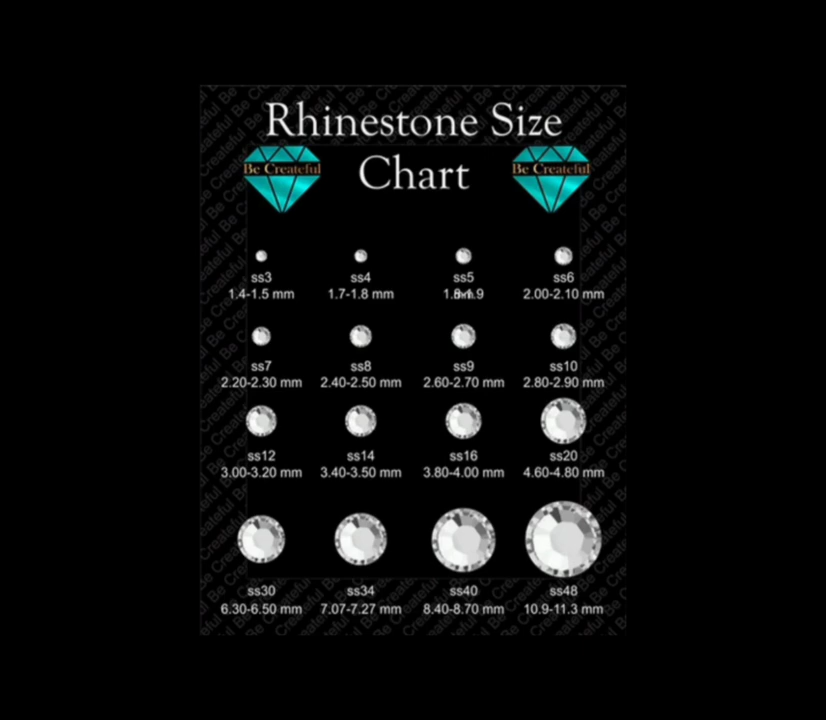 Rhinestone Size
Chart
Be Createful
Be Createful
ss3 ss4 ss5 ss6
1.4-1.5 mm 1.7-1.8 mm 2.00-2.10 mm
ss7 ss8 ss9 ss10
2.20-2.30 mm 2.40-2.50 mm 2.60-2.70 mm 2.80-2.90 mm
ss12 ss14 ss16 ss20
3.00-3.20 mm 3.40-3.50 mm 3.80-4.00 mm 4.60-4.80 mm
ss30 ss34 ss40 ss48
6.30-6.50 mm 7.07-7.27 mm 8.40-8.70 mm 10.9-11.3 mm